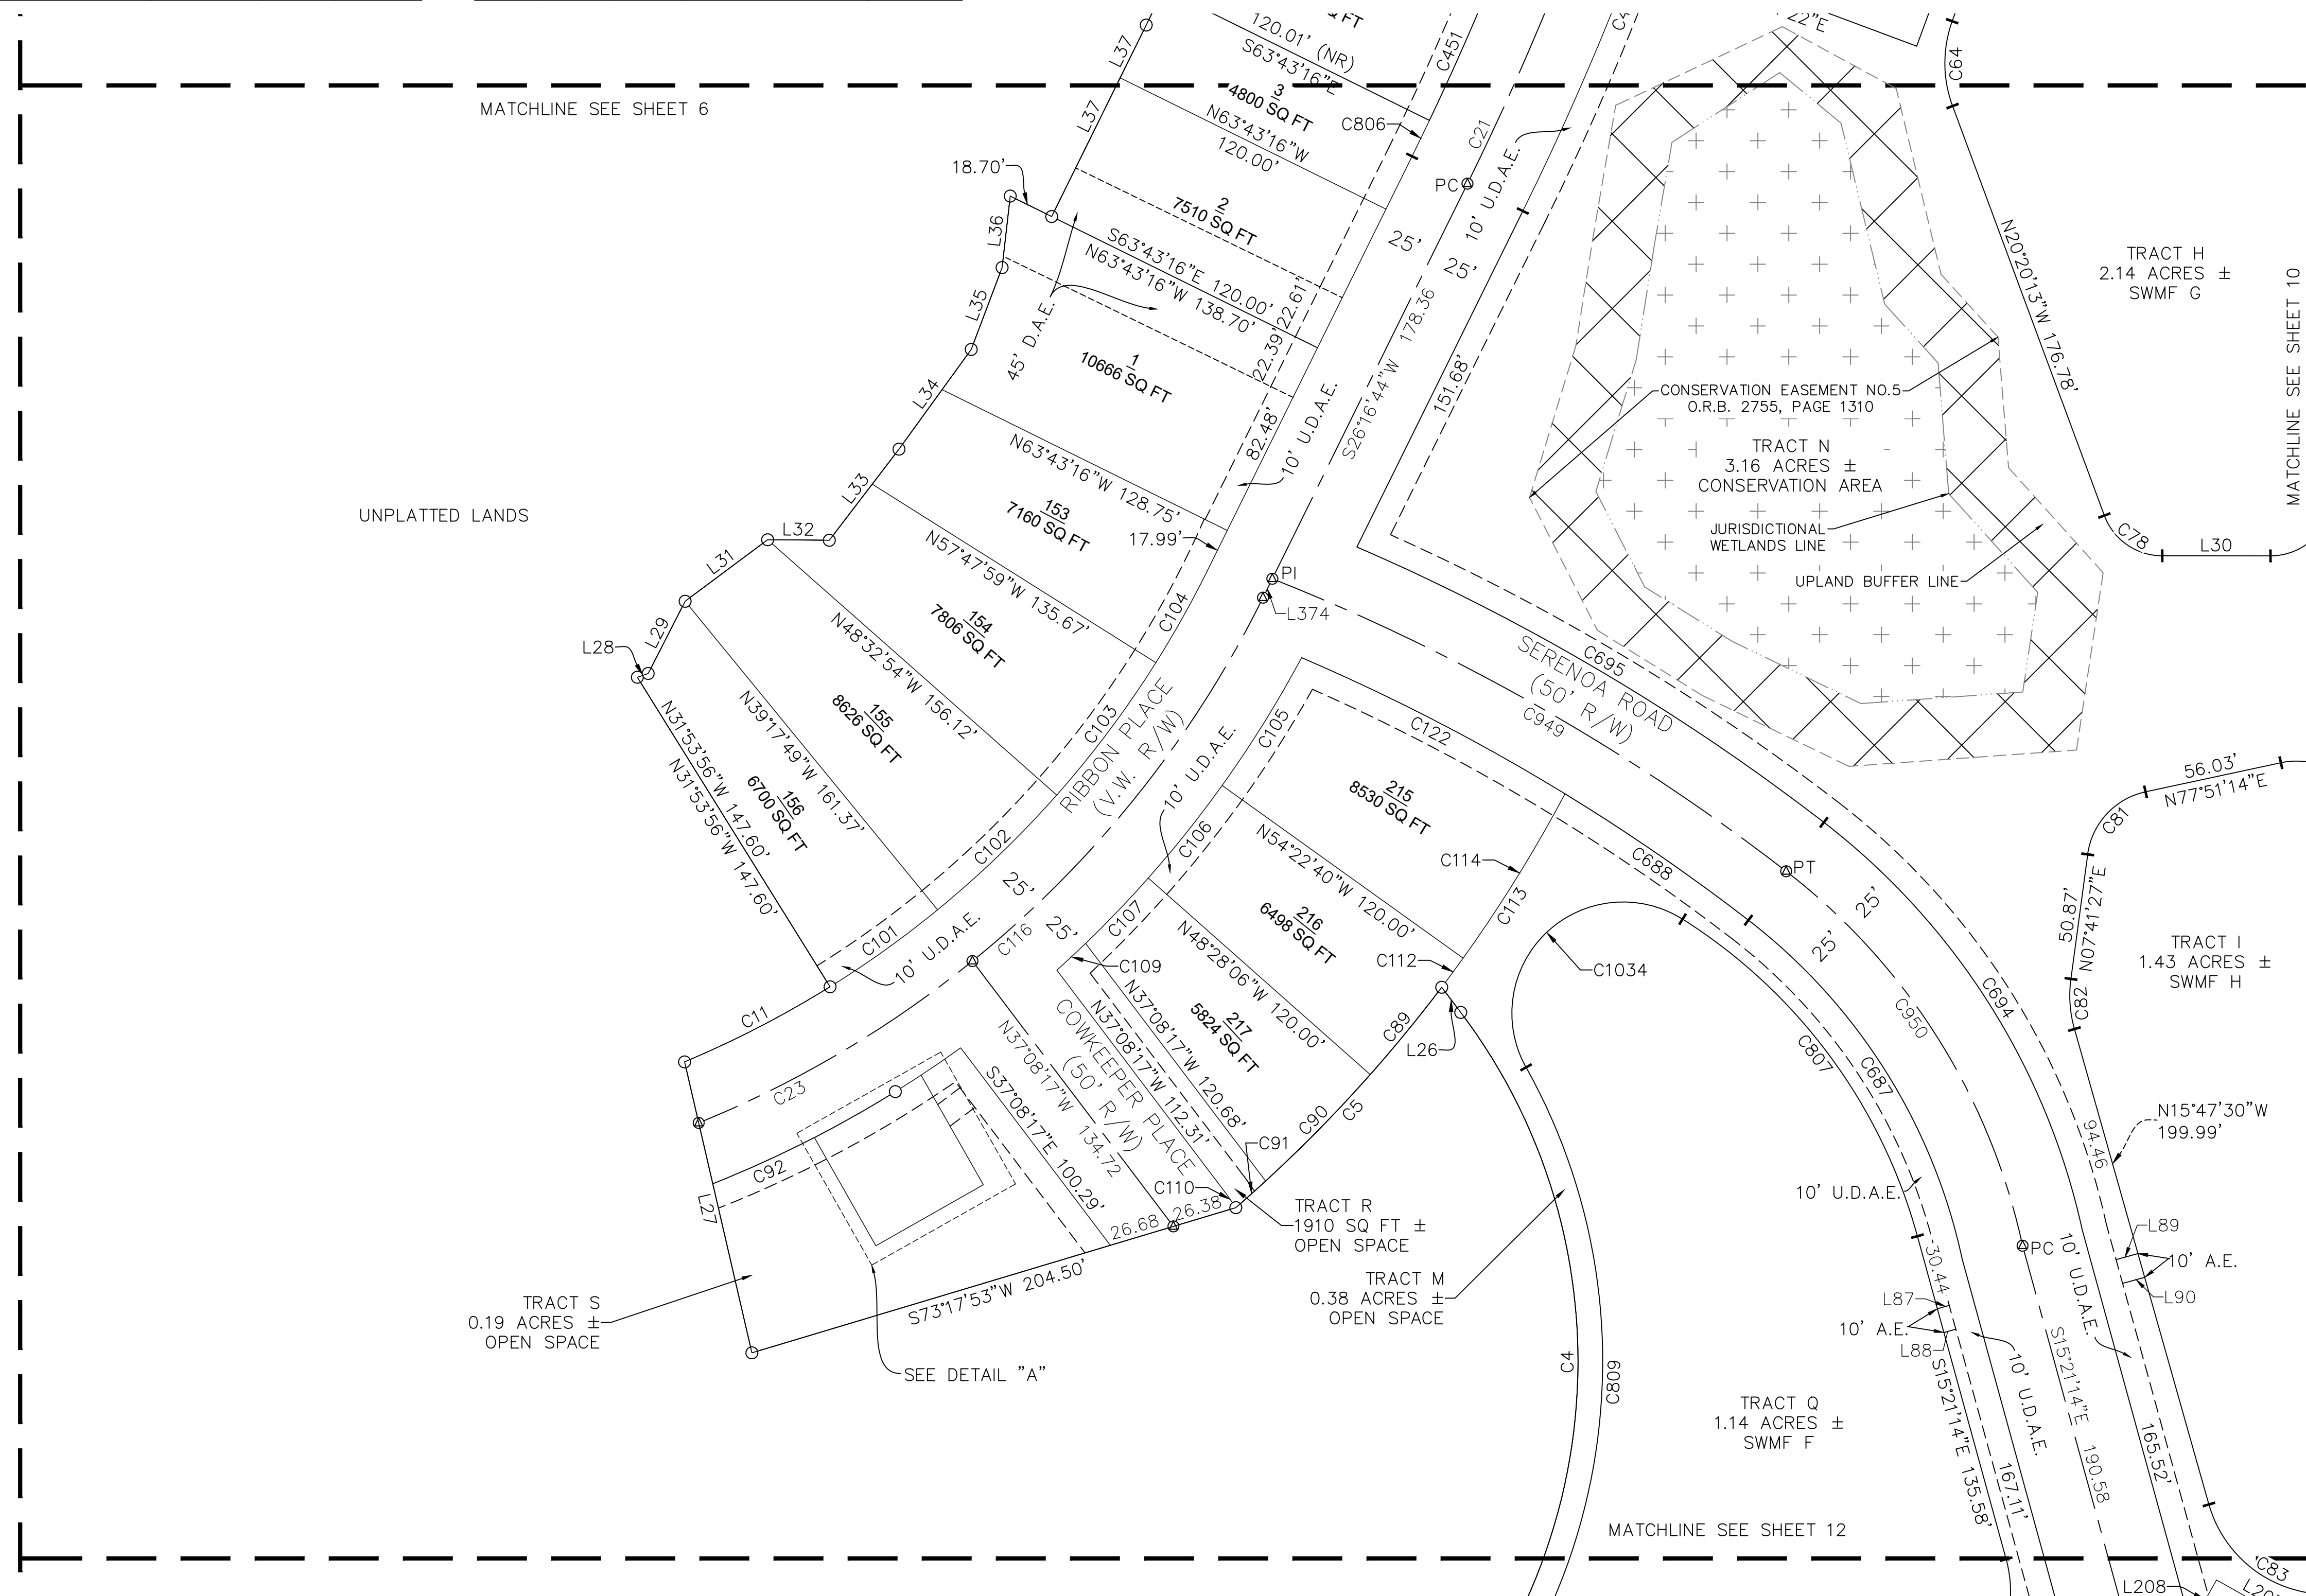 L37
120.01' (NR)
S63°43'16"E
C451
22"E
C64
MATCHLINE SEE SHEET 6
L37
3
4800 SQ FT
N63°43'16"W
120.00'
C806
C21
10' U.D.A.E.
PC
18.70'
L36
2
7510 SQ FT
25'
25'
S63°43'16"E 120.00'
N63°43'16"W 138.70'
22.61'
22.39'
L35
45' D.A.E.
1
10666 SQ FT
S26°16'44"W 178.36
151.68'
L34
82.48'
10' U.D.A.E.
N63°43'16"W 128.75'
L33
153
7160 SQ FT
17.99'
N57°47'59"W 135.67'
UNPLATTED LANDS
L32
L31
PI
L374
C104
154
7806 SQ FT
N48°32'54"W 156.12'
L29
L28
155
8626 SQ FT
N39°17'49"W 161.37'
C103
RIBBON PLACE
(V.W. R/W)
N31°53'56"W 147.60'
N31°53'56"W 147.60'
156
6700 SQ FT
C102
C101
10' U.D.A.E.
25'
25'
C116
C11
C23
C92
L27
CONSERVATION EASEMENT NO.5
O.R.B. 2755, PAGE 1310
TRACT N
3.16 ACRES ±
CONSERVATION AREA
JURISDICTIONAL
WETLANDS LINE
UPLAND BUFFER LINE
N20°20'13"W 176.78'
TRACT H
2.14 ACRES ±
SWMF G
MATCHLINE SEE SHEET 10
C78
L30
C695
SERENOA ROAD
(50' R/W)
C949
C105
C122
10' U.D.A.E.
215
8530 SQ FT
C106
N54°22'40"W 120.00'
C114
C113
C688
PT
25'
25'
C107
216
6498 SQ FT
N48°28'06"W 120.00'
C112
C109
L26
C1034
217
5824 SQ FT
C89
N37°08'17"W 120.68'
N37°08'17"W 112.31'
COWKEEPER PLACE
(50' R/W)
N37°08'17"W 134.72
S37°08'17"E 100.29'
C90
C5
C91
C110
26.68
26.38
TRACT R
1910 SQ FT ±
OPEN SPACE
S73°17'53"W 204.50'
TRACT S
0.19 ACRES ±
OPEN SPACE
SEE DETAIL "A"
TRACT M
0.38 ACRES ±
OPEN SPACE
C4
C809
C807
C687
C950
C694
56.03'
N77°51'14"E
C81
50.87'
N07°41'27"E
C82
TRACT I
1.43 ACRES ±
SWMF H
N15°47'30"W
199.99'
94.46
10' U.D.A.E.
PC
10' U.D.A.E.
L89
10' A.E.
L90
30.44
L87
10' A.E.
L88
S15°21'14"E 135.58'
10' U.D.A.E.
167.11'
S15°21'14"E 190.58
165.52'
TRACT Q
1.14 ACRES ±
SWMF F
MATCHLINE SEE SHEET 12
C83
L208